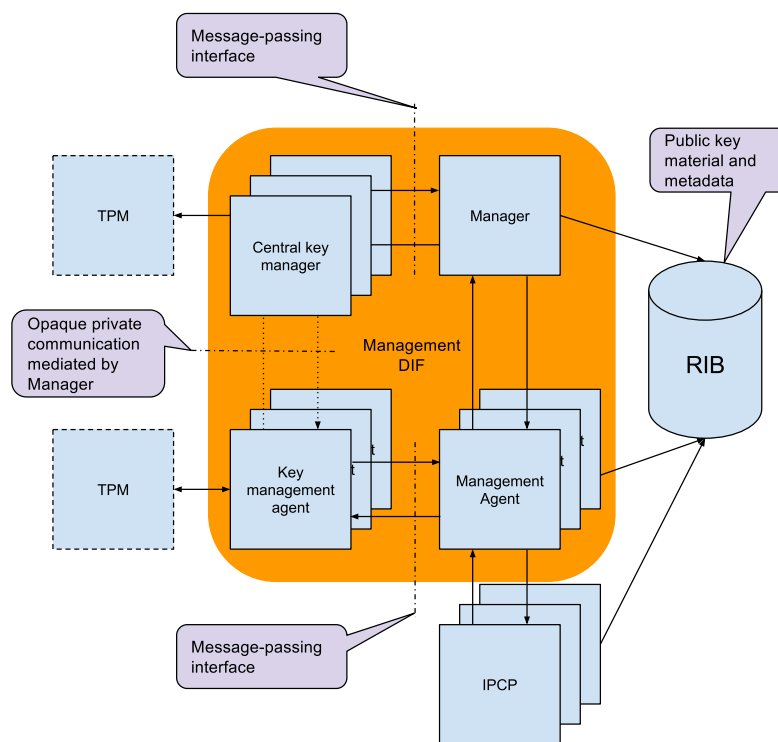 Message-passing
interface
Public key
material and
metadata
TPM
Central key
manager
Manager
Opaque private
communication
mediated by
Manager
Management
DIF
RIB
TPM
Key
management
agent
t
t
Management
Agent
t
t
Message-passing
interface
IPCP